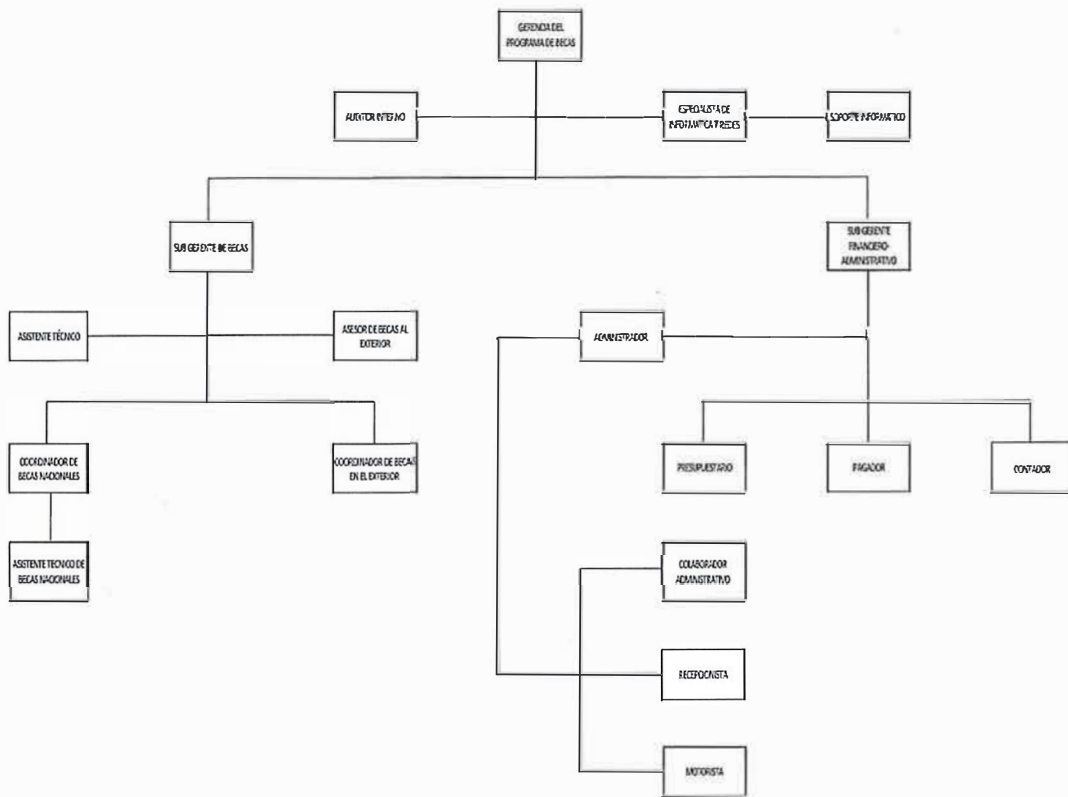 GERENCIA DEL
PROGRAMA DE BECAS
AUDITOR INTERNO
ESPECIALISTA DE
INFORMATICA Y REDES
SOPORTE INFORMATICO
SUB GERENTE DE BECAS
SUB GERENTE
FINANCIERO-
ADMINISTRATIVO
ASISTENTE TÉCNICO
ASESOR DE BECAS AL
EXTERIOR
ADMINISTRADOR
COORDINADOR DE
BECAS NACIONALES
COORDINADOR DE BECAS
EN EL EXTERIOR
PRESUPUESTARIO
PAGADOR
CONTADOR
ASISTENTE TECNICO DE
BECAS NACIONALES
COLABORADOR
ADMINISTRATIVO
RECEPCIONISTA
MOTORISTA